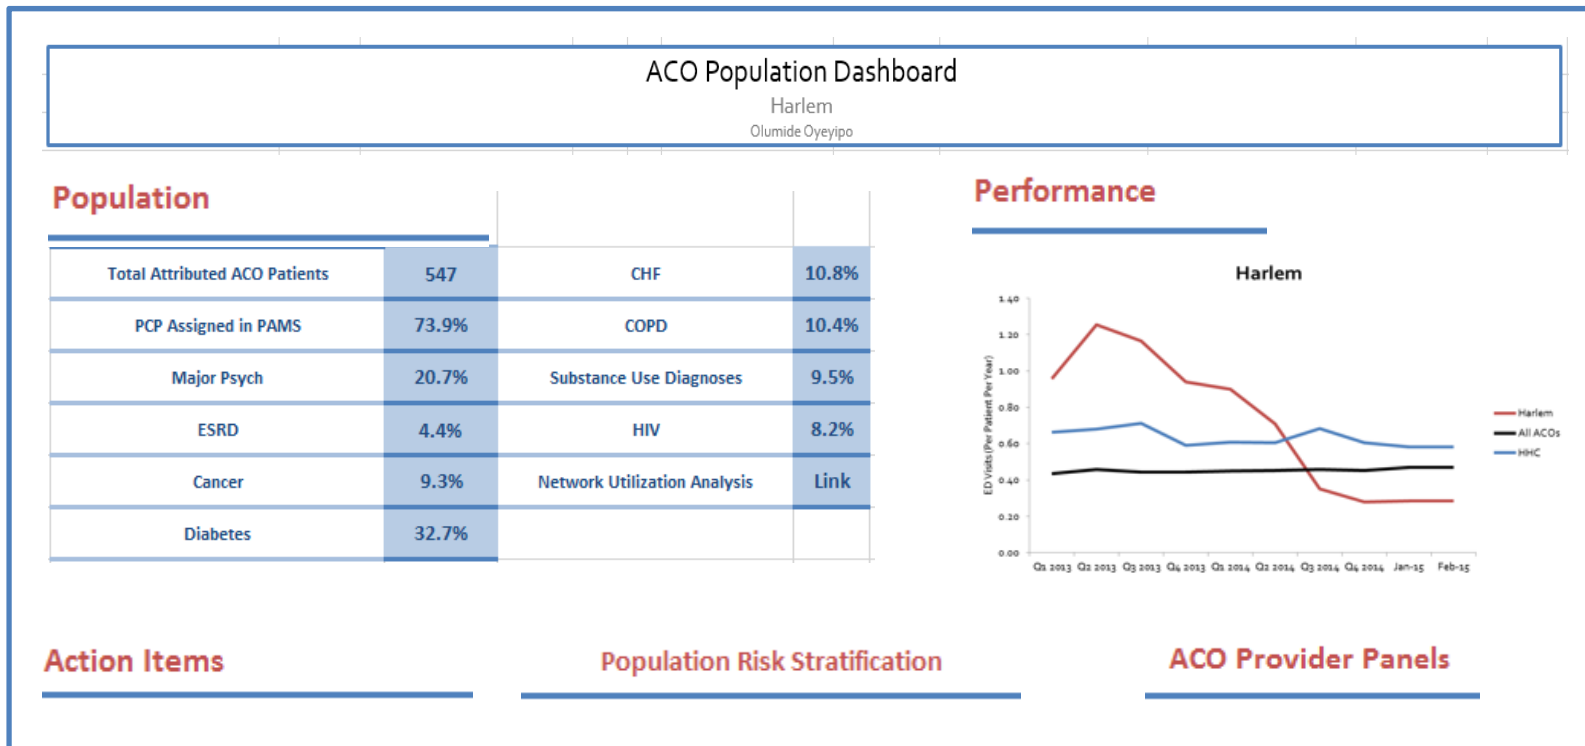 ACO Population Dashboard
Harlem
Olumide Oyeyipo
Population
Total Attributed ACO Patients 547 CHF 10.8%
PCP Assigned in PAMS 73.9% COPD 10.4%
Major Psych 20.7% Substance Use Diagnoses 9.5%
ESRD 4.4% HIV 8.2%
Cancer 9.3% Network Utilization Analysis Link
Diabetes 32.7%
Performance
Harlem
ED Visits (Per Patient Per Year)
1.40
1.20
1.00
0.80
0.60
0.40
0.20
0.00
Q1 2013 Q2 2013 Q3 2013 Q4 2013 Q1 2014 Q2 2014 Q3 2014 Q4 2014 Jan-15 Feb-15
Harlem
All ACOs
HHC
Action Items
Population Risk Stratification
ACO Provider Panels